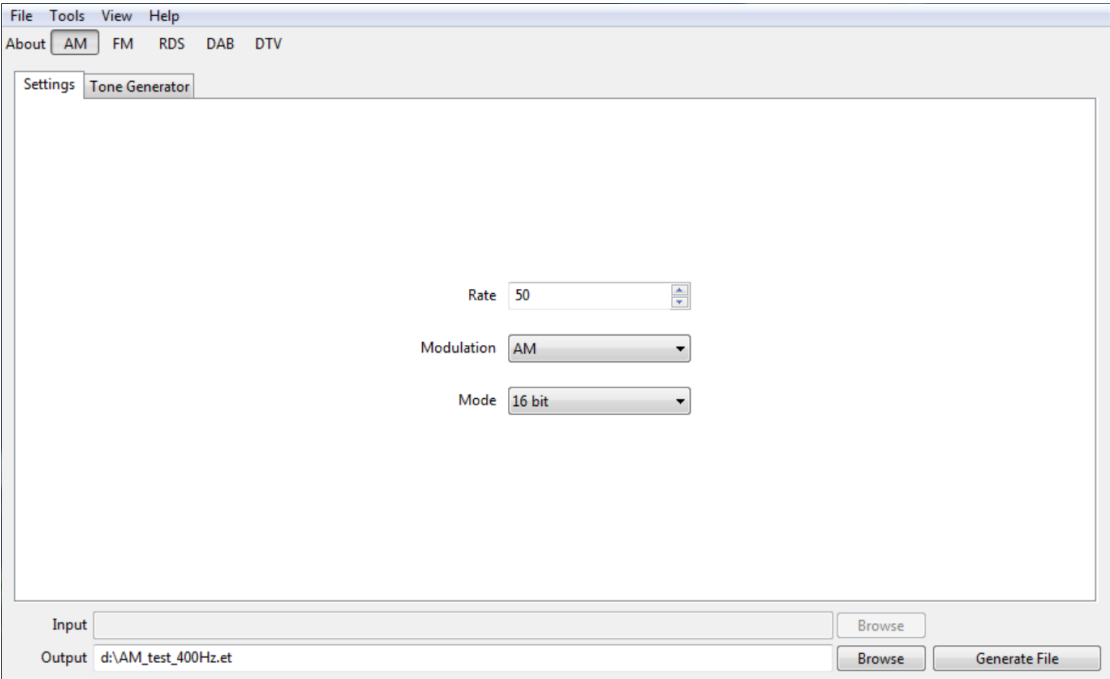 File Tools View Help
About AM FM RDS DAB DTV
Settings Tone Generator
Rate 50
Modulation AM
Mode 16 bit
Input Browse
Output d:\AM_test_400Hz.et Browse Generate File